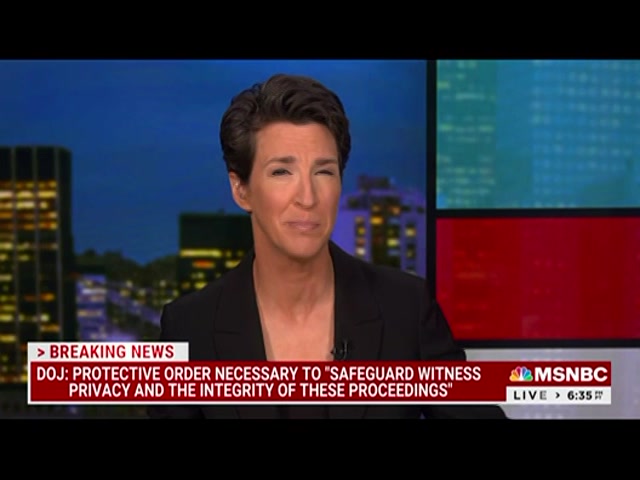 > BREAKING NEWS
DOJ: PROTECTIVE ORDER NECESSARY TO "SAFEGUARD WITNESS
PRIVACY AND THE INTEGRITY OF THESE PROCEEDINGS"
MSNBC
LIVE > 6:35 PM PT